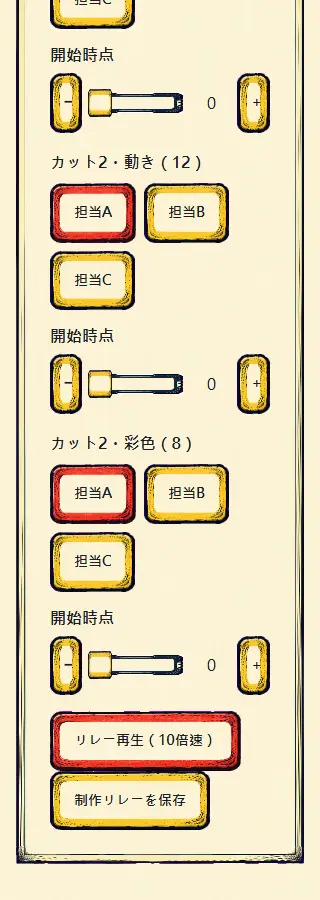 担当C
開始時点
− 0 +
カット2・動き ( 12 )
担当A 担当B
担当C
開始時点
− 0 +
カット2・彩色 ( 8 )
担当A 担当B
担当C
開始時点
− 0 +
リレー再生 ( 10倍速 )
制作リレーを保存